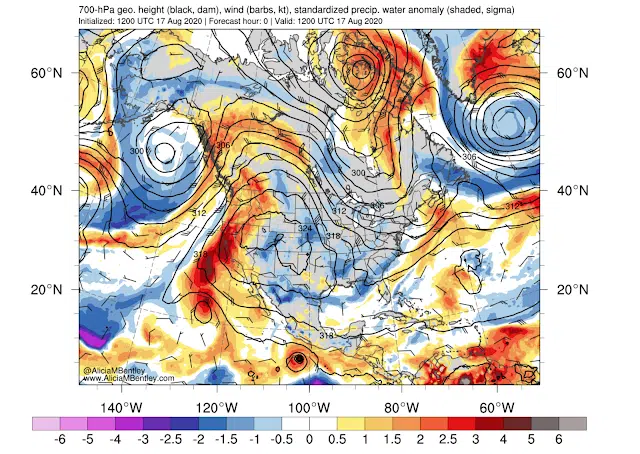 700-hPa geo. height (black, dam), wind (barbs, kt), standardized precip. water anomaly (shaded, sigma)
Initialized: 1200 UTC 17 Aug 2020 | Forecast hour: 0 | Valid: 1200 UTC 17 Aug 2020
60°N 60°N
300 306 306
300
40°N 40°N
312 312 306 312
324 318
318
20°N 20°N
318
@AliciaMBentley
www.AliciaMBentley.com
140°W 120°W 100°W 80°W 60°W
-6 -5 -4 -3 -2.5 -2 -1 -0.5 0 0.5 1 1.5 2 2.5 3 4 5 6